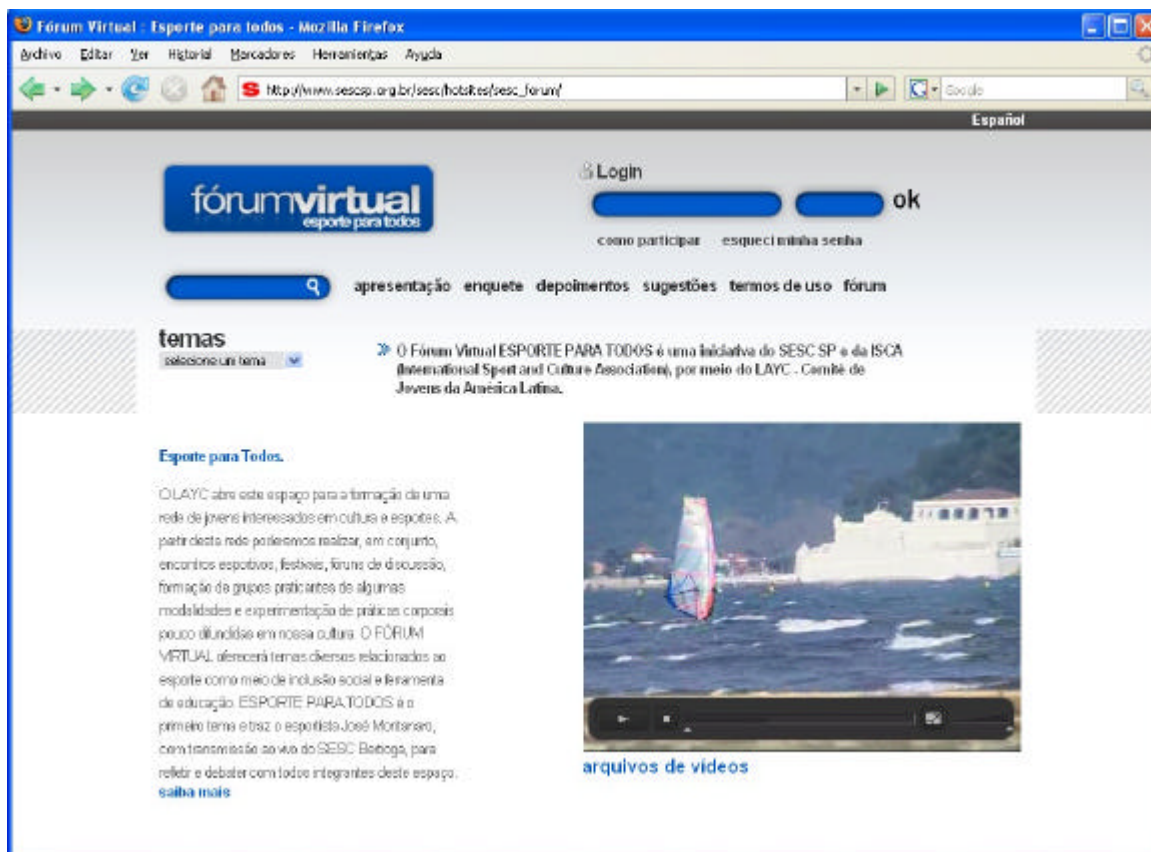 Fórum Virtual : Esporte para todos - Mozilla Firefox
Archivo Editar Ver Historial Marcadores Herramientas Ayuda
S http://www.sescsp.org.br/sesc/hotsites/sesc_forum/ Google
Español
fórumvirtual
esporte para todos
Login
ok
como participar esqueci minha senha
apresentação enquete depoimentos sugestões termos de uso fórum
temas
selecione um tema
O Fórum Virtual ESPORTE PARA TODOS é uma iniciativa do SESC SP e da ISCA
(International Sport and Culture Association), por meio do LAYC - Comitê de
Jovens da América Latina.
Esporte para Todos.
O LAYC abre este espaço para a formação de uma
rede de jovens interessados em cultura e esportes. A
partir desta rede poderemos realizar, em conjunto,
encontros esportivos, festivais, fóruns de discussão,
formação de grupos praticantes de algumas
modalidades e experimentação de práticas corporais
pouco difundidas em nossa cultura. O FÓRUM
VIRTUAL oferecerá temas diversos relacionados ao
esporte como meio de inclusão social e ferramenta
de educação. ESPORTE PARA TODOS é o
primeiro tema e traz o esportista José Montanaro,
com transmissão ao vivo do SESC Bertioga, para
refletir e debater com todos integrantes deste espaço.
saiba mais
arquivos de vídeos